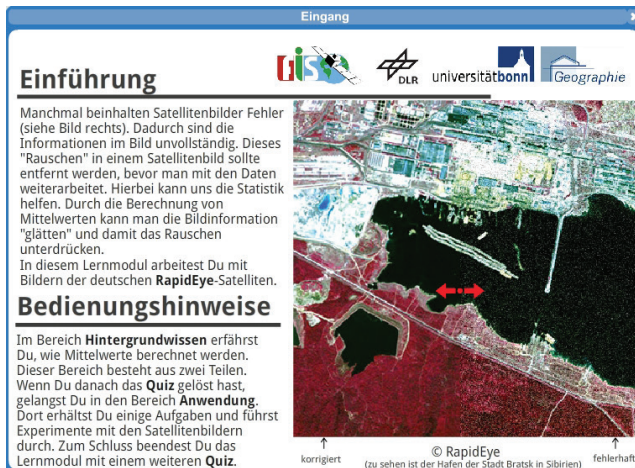 Eingang
Einführung
FIS
DLR
universitätbonn
Geographie
Manchmal beinhalten Satellitenbilder Fehler
(siehe Bild rechts). Dadurch sind die
Informationen im Bild unvollständig. Dieses
"Rauschen" in einem Satellitenbild sollte
entfernt werden, bevor man mit den Daten
weiterarbeitet. Hierbei kann uns die Statistik
helfen. Durch die Berechnung von
Mittelwerten kann man die Bildinformation
"glätten" und damit das Rauschen
unterdrücken.
In diesem Lernmodul arbeitest Du mit
Bildern der deutschen RapidEye-Satelliten.
Bedienungshinweise
Im Bereich Hintergrundwissen erfährst
Du, wie Mittelwerte berechnet werden.
Dieser Bereich besteht aus zwei Teilen.
Wenn Du danach das Quiz gelöst hast,
gelangst Du in den Bereich Anwendung.
Dort erhältst Du einige Aufgaben und führst
Experimente mit den Satellitenbildern
durch. Zum Schluss beendest Du das
Lernmodul mit einem weiteren Quiz.
korrigiert
© RapidEye
fehlerhaft
(zu sehen ist der Hafen der Stadt Bratsk in Sibirien)